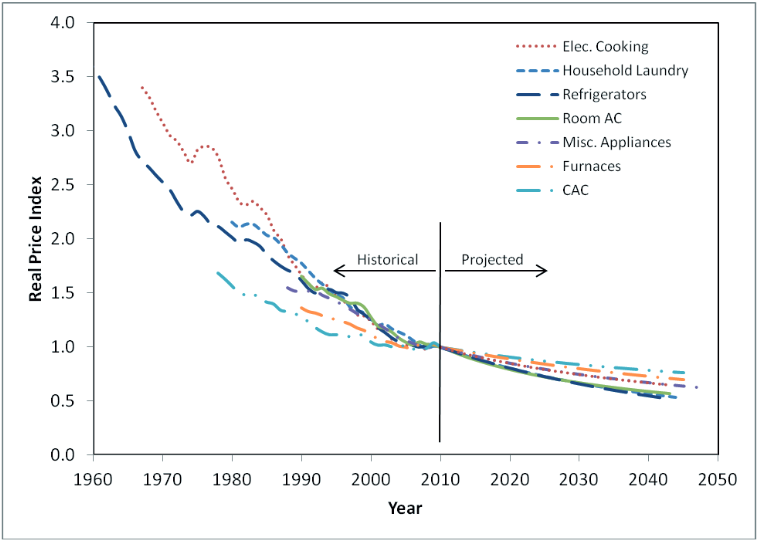 4.0
3.5
3.0
2.5
2.0
1.5
1.0
0.5
0.0
Real Price Index
Elec. Cooking
Household Laundry
Refrigerators
Room AC
Misc. Appliances
Furnaces
CAC
Historical
Projected
1960 1970 1980 1990 2000 2010 2020 2030 2040 2050
Year